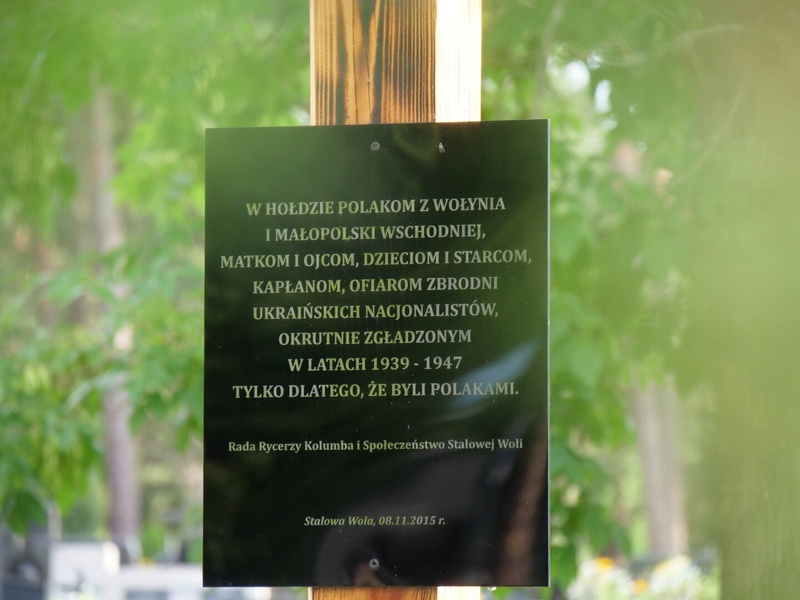 W HOŁDZIE POLAKOM Z WOŁYNIA
I MAŁOPOLSKI WSCHODNIEJ,
MATKOM I OJCOM, DZIECIOM I STARCOM,
KAPŁANOM, OFIAROM ZBRODNI
UKRAIŃSKICH NACJONALISTÓW,
OKRUTNIE ZGŁADZONYM
W LATACH 1939 - 1947
TYLKO DLATEGO, ŻE BYLI POLAKAMI.
Rada Rycerzy Kolumba i Społeczeństwo Stalowej Woli
Stalowa Wola, 08.11.2015 r.